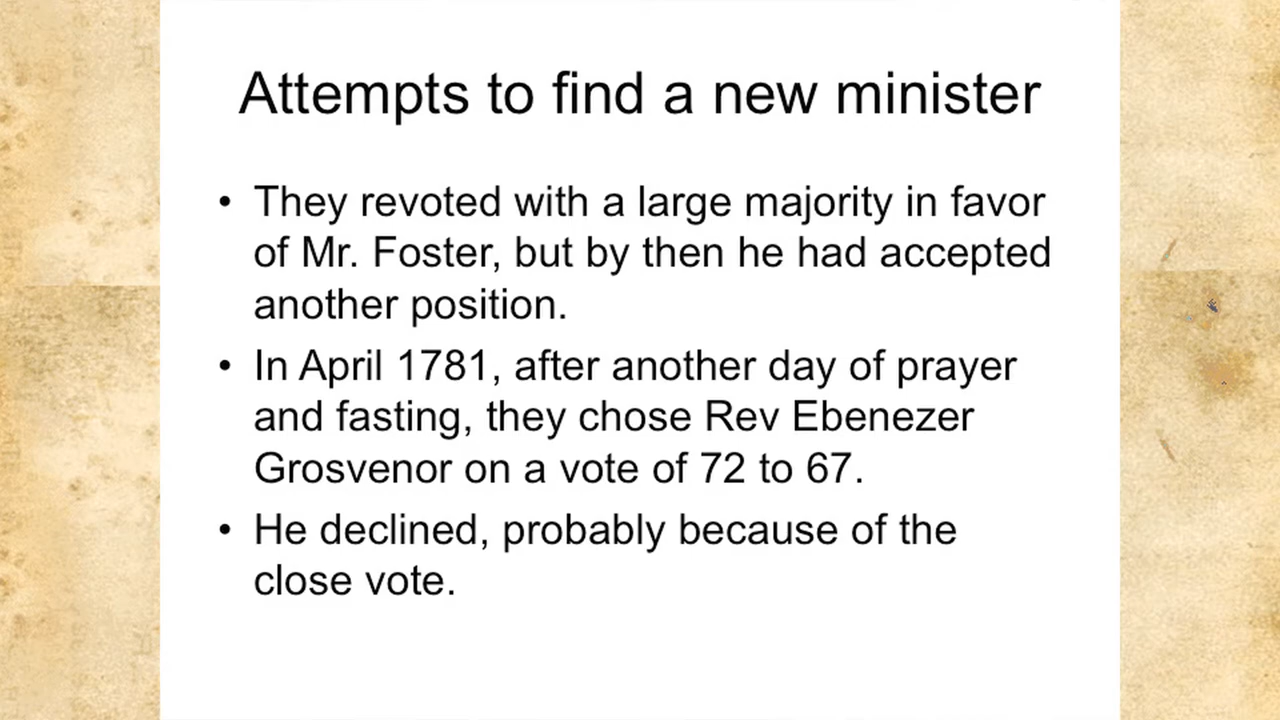 Attempts to find a new minister
• They revoted with a large majority in favor
of Mr. Foster, but by then he had accepted
another position.
• In April 1781, after another day of prayer
and fasting, they chose Rev Ebenezer
Grosvenor on a vote of 72 to 67.
• He declined, probably because of the
close vote.